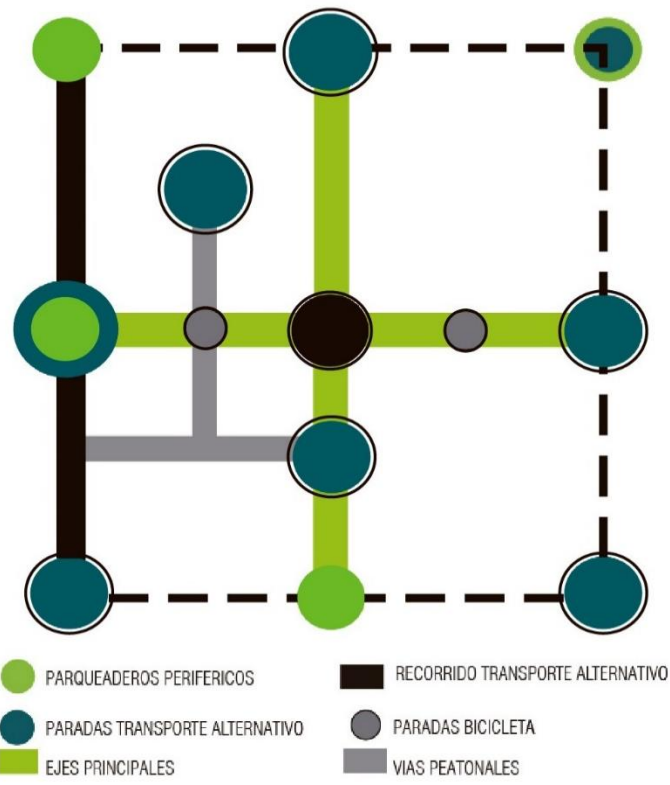 PARQUEADEROS PERIFERICOS
RECORRIDO TRANSPORTE ALTERNATIVO
PARADAS TRANSPORTE ALTERNATIVO
PARADAS BICICLETA
EJES PRINCIPALES
VIAS PEATONALES